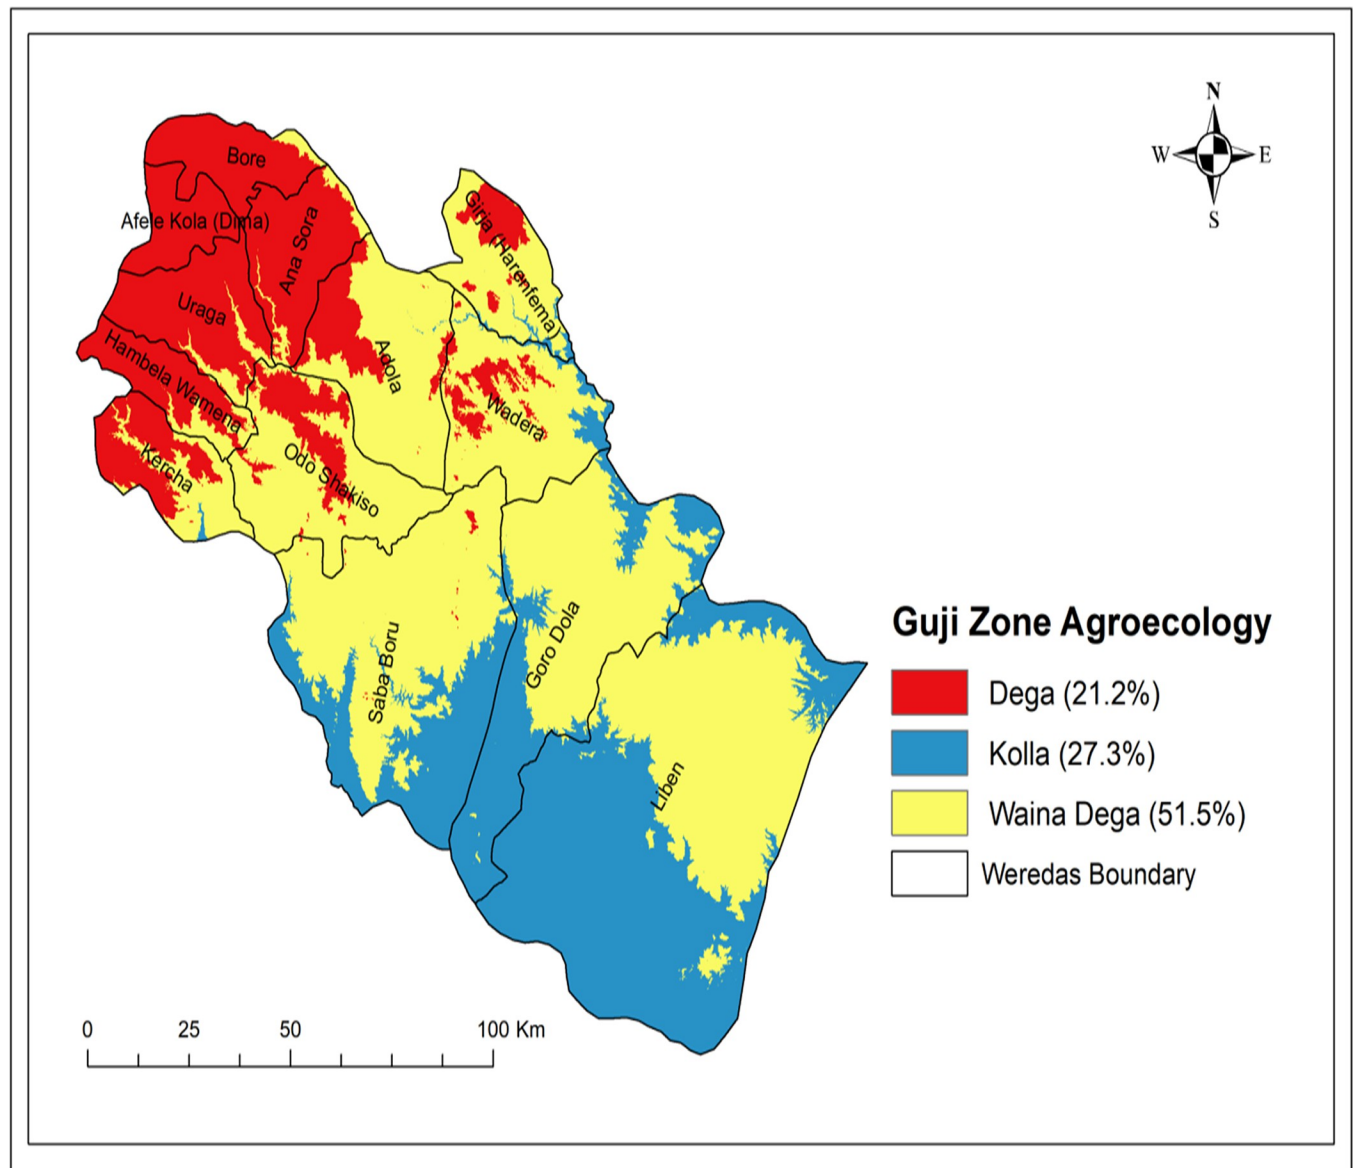 N
W E
S
Bore
Afele Kola (Dima)
Ana Sora
Girja (Harenfema)
Uraga
Hambela Wamena
Adola
Wadera
Kercha
Odo Shakiso
Saba Boru
Goro Dola
Liben
Guji Zone Agroecology
Dega (21.2%)
Kolla (27.3%)
Waina Dega (51.5%)
Weredas Boundary
0 25 50 100 Km